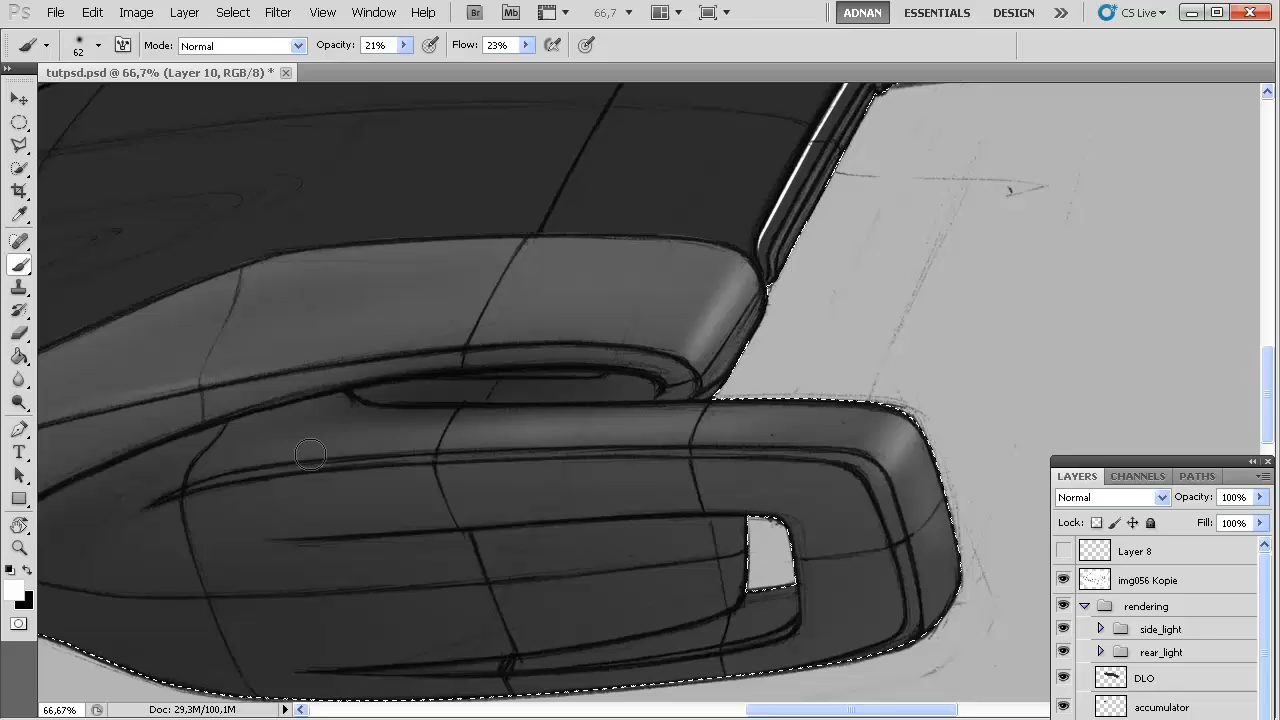 Ps File Edit Image Layer Select Filter View Window Help Br Mb 66,7 ADNAN ESSENTIALS DESIGN CS Live
62 Mode: Normal Opacity: 21% Flow: 23%
tutpsd.psd @ 66,7% (Layer 10, RGB/8) *
LAYERS CHANNELS PATHS
Normal Opacity: 100%
Lock: Fill: 100%
Layer 8
img056 Kopie
rendering
side_light
rear_light
DLO
accumulator
66,67% Doc: 29,3M/100,1M